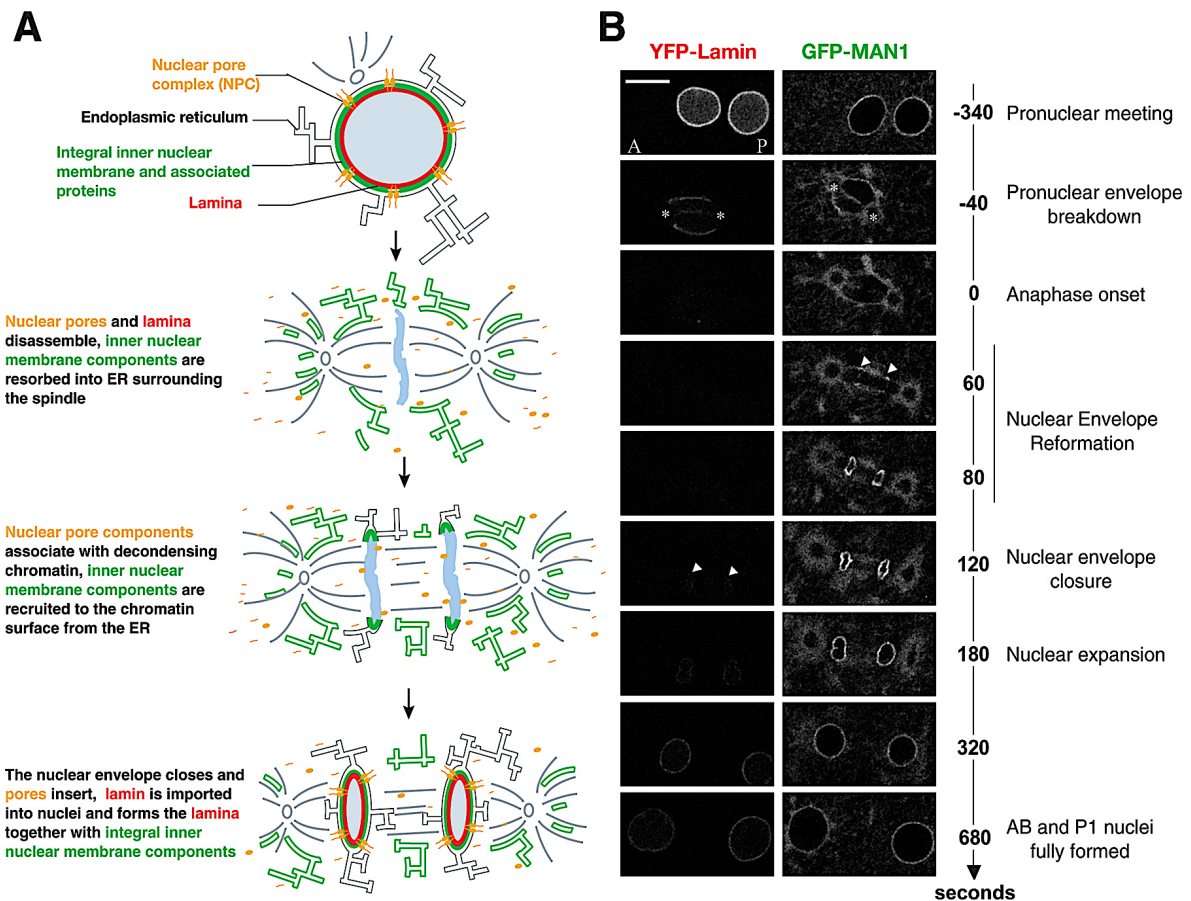 A
Nuclear pore
complex (NPC)
Endoplasmic reticulum
Integral inner nuclear
membrane and associated
proteins
Lamina
Nuclear pores and lamina
disassemble, inner nuclear
membrane components are
resorbed into ER surrounding
the spindle
Nuclear pore components
associate with decondensing
chromatin, inner nuclear
membrane components are
recruited to the chromatin
surface from the ER
The nuclear envelope closes and
pores insert, lamin is imported
into nuclei and forms the lamina
together with integral inner
nuclear membrane components
B
YFP-Lamin
GFP-MAN1
A
P
-340
Pronuclear meeting
* *
*
*
-40
Pronuclear envelope
breakdown
0
Anaphase onset
60
Nuclear Envelope
Reformation
80
120
Nuclear envelope
closure
180
Nuclear expansion
320
680
AB and P1 nuclei
fully formed
seconds